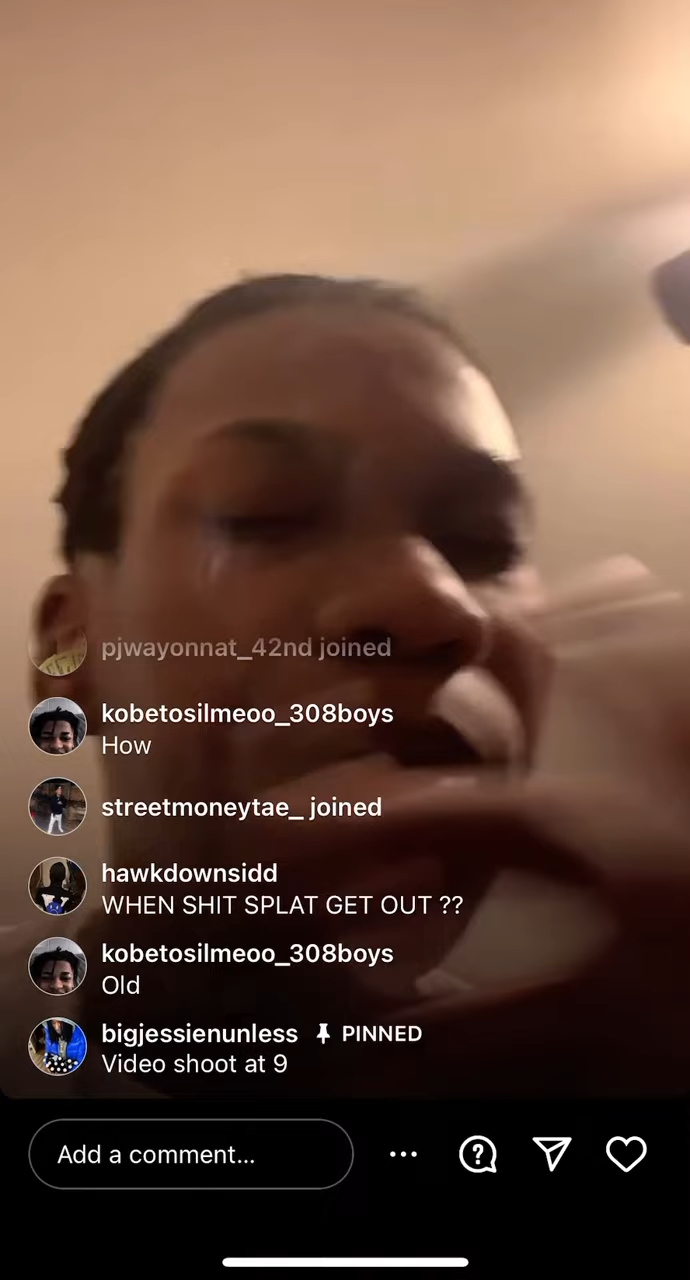 pjwayonnat_42nd joined
kobetosilmeoo_308boys
How
streetmoneytae_ joined
hawkdownsidd
WHEN SHIT SPLAT GET OUT ??
kobetosilmeoo_308boys
Old
bigjessienunless PINNED
Video shoot at 9
Add a comment...